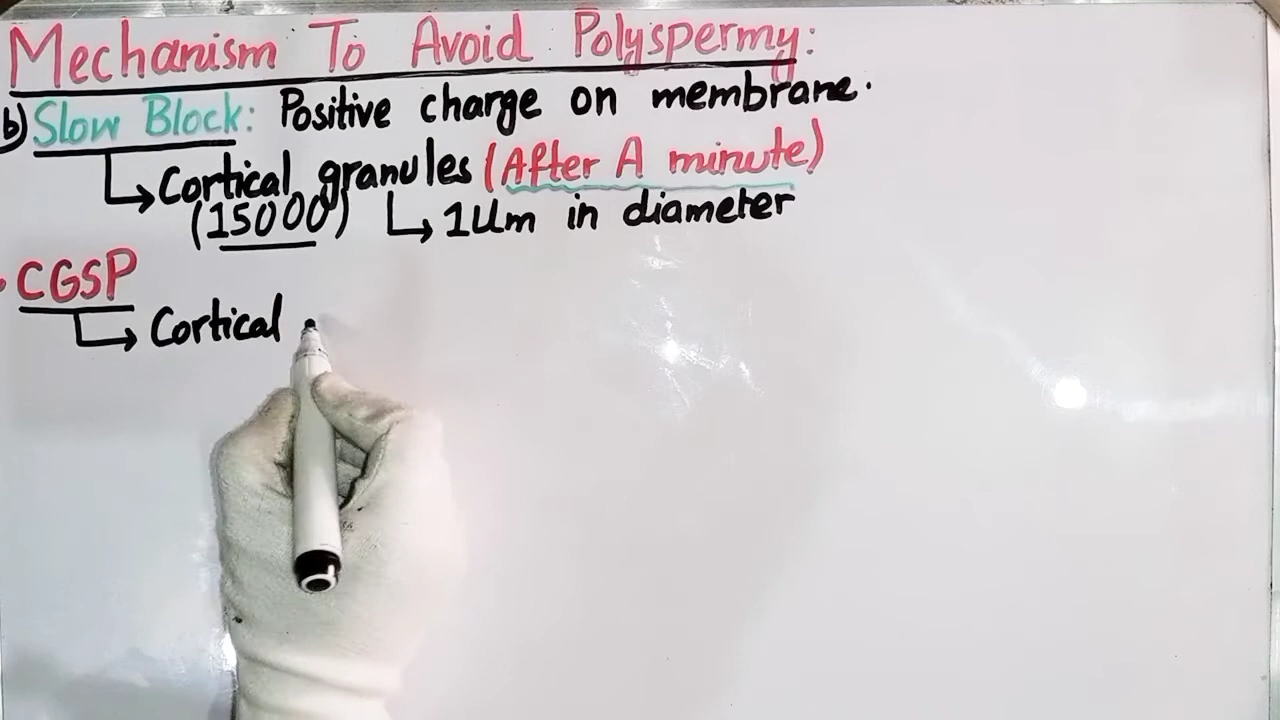 Mechanism To Avoid Polyspermy:
b) Slow Block: Positive charge on membrane.
Cortical granules (After A minute)
(15000) 1Um in diameter
• CGSP
Cortical